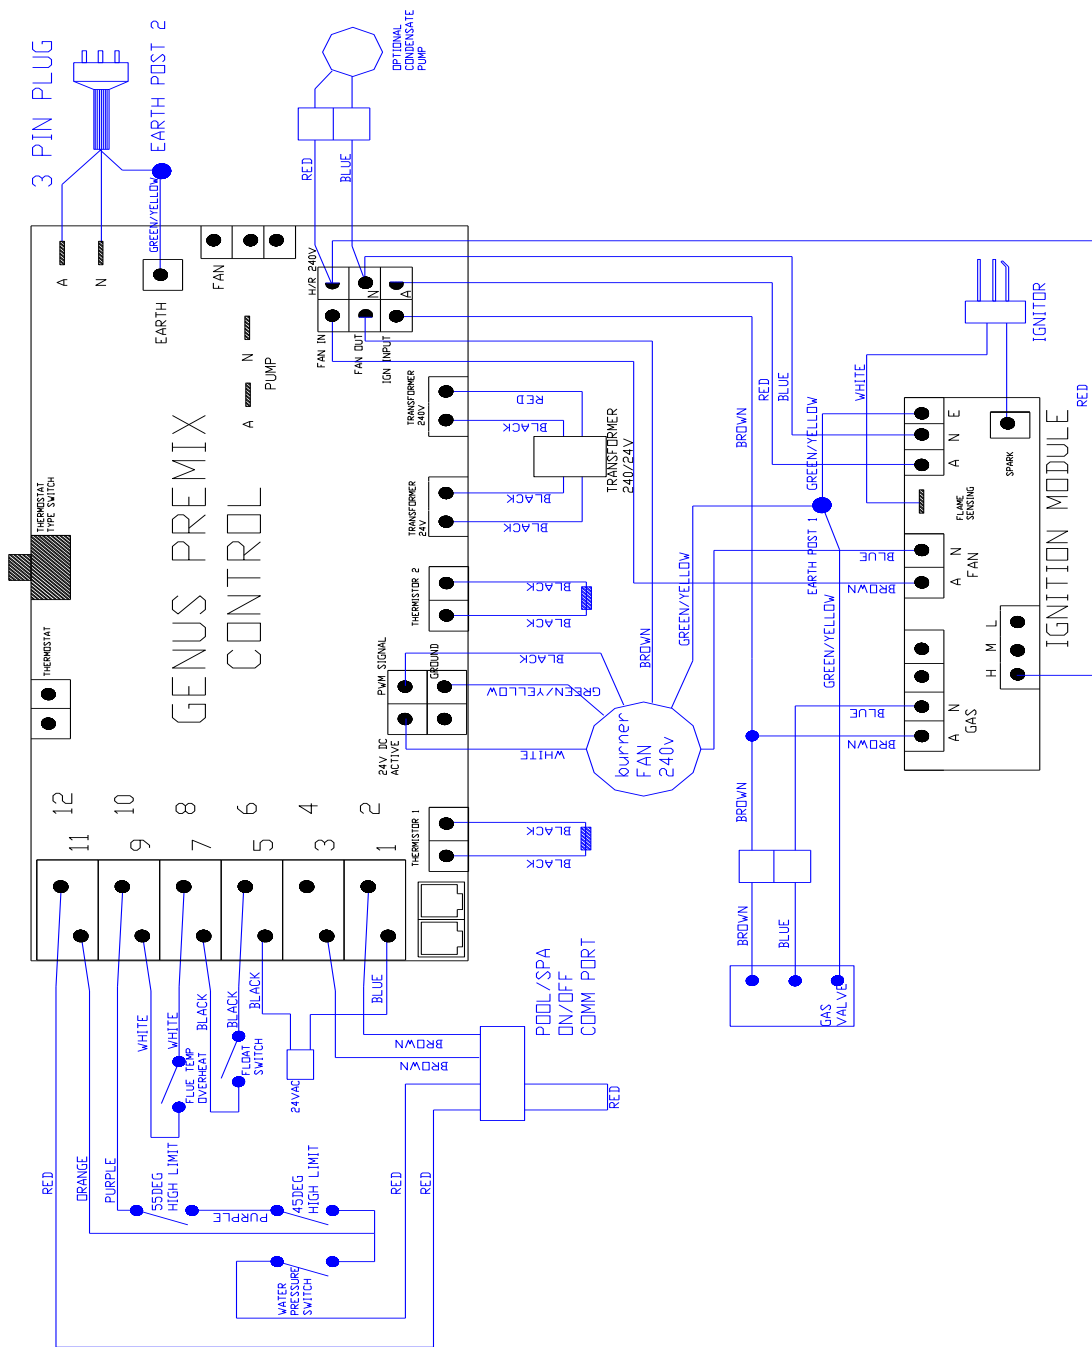 3 PIN PLUG
EARTH POST 2
OPTIONAL
CONDENSATE
PUMP
RED
BLUE
GREEN/YELLOW
A
N
EARTH
FAN
H/R 240V
N
A
FAN IN
FAN OUT
IGN INPUT
A
N
PUMP
THERMOSTAT
TYPE SWITCH
GENUS PREMIX
CONTROL
TRANSFORMER
240V
RED
BLACK
TRANSFORMER
240/24V
TRANSFORMER
24V
BLACK
BLACK
THERMISTOR 2
BLACK
BLACK
THERMOSTAT
PWM SIGNAL
GROUND
24V DC
ACTIVE
BLACK
GREEN/YELLOW
WHITE
burner
FAN
240v
BROWN
GREEN/YELLOW
THERMISTOR 1
BLACK
BLACK
BROWN
RED
BLUE
GREEN/YELLOW
WHITE
EARTH POST 1
GREEN/YELLOW
IGNITOR
RED
E
N
A
SPARK
FLAME
SENSING
BLUE
N
A
FAN
BROWN
L
M
H
IGNITION MODULE
BLUE
N
A
GAS
BROWN
BROWN
BROWN
BLUE
GAS
VALVE
12
11
10
9
8
7
6
5
4
3
2
1
WHITE
WHITE
BLACK
BLACK
BLACK
BLUE
FLUE TEMP
OVERHEAT
FLOAT
SWITCH
24VAC
BROWN
BROWN
POOL/SPA
ON/OFF
COMM PORT
RED
RED
ORANGE
PURPLE
55DEG
HIGH LIMIT
PURPLE
45DEG
HIGH LIMIT
RED
RED
WATER
PRESSURE
SWITCH